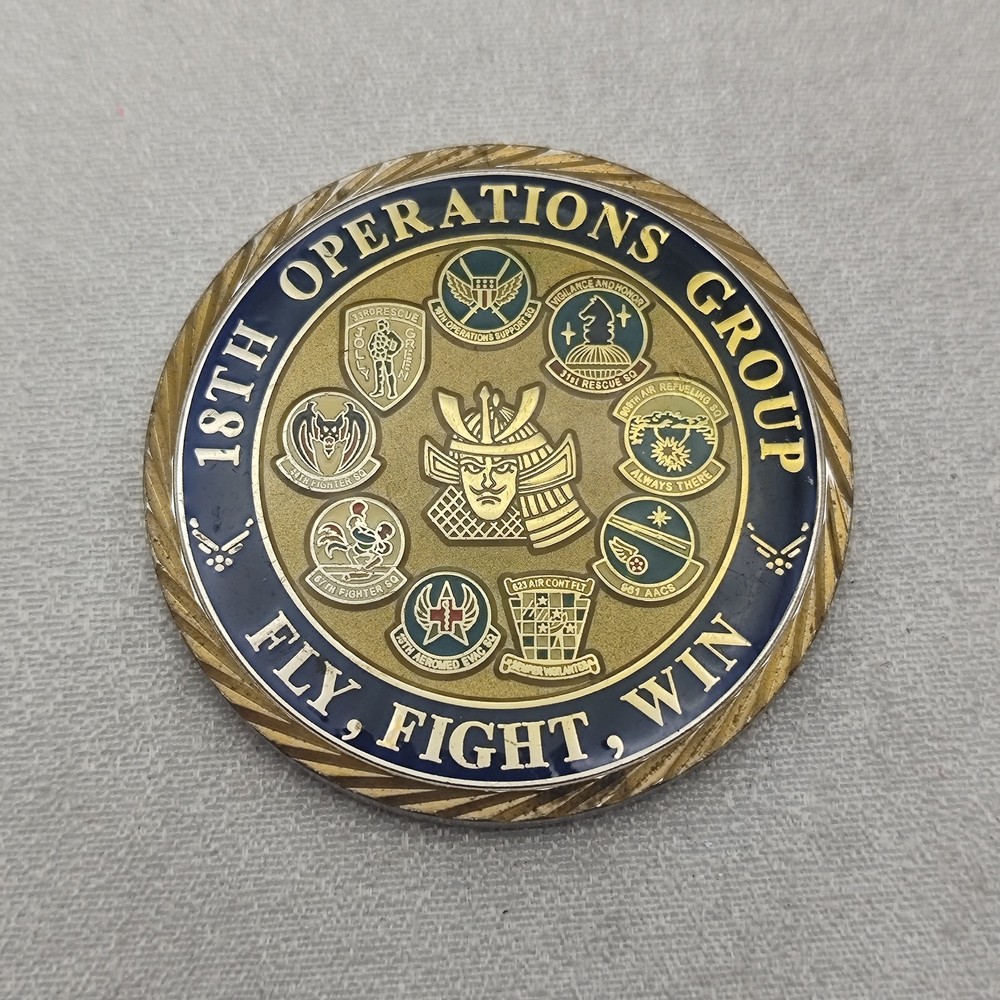 18TH OPERATIONS GROUP
18TH OPERATIONS SUPPORT SQ
VIGILANCE AND HONOR
31st RESCUE SQ
909TH AIR REFUELING SQ
ALWAYS THERE
961 AACS
623 AIR CONT FLT
SEMPER VIGILANTES
18TH AEROMED EVAC SQ
67TH FIGHTER SQ
44TH FIGHTER SQ
33RD RESCUE
JOLLY
GREEN
FLY, FIGHT, WIN